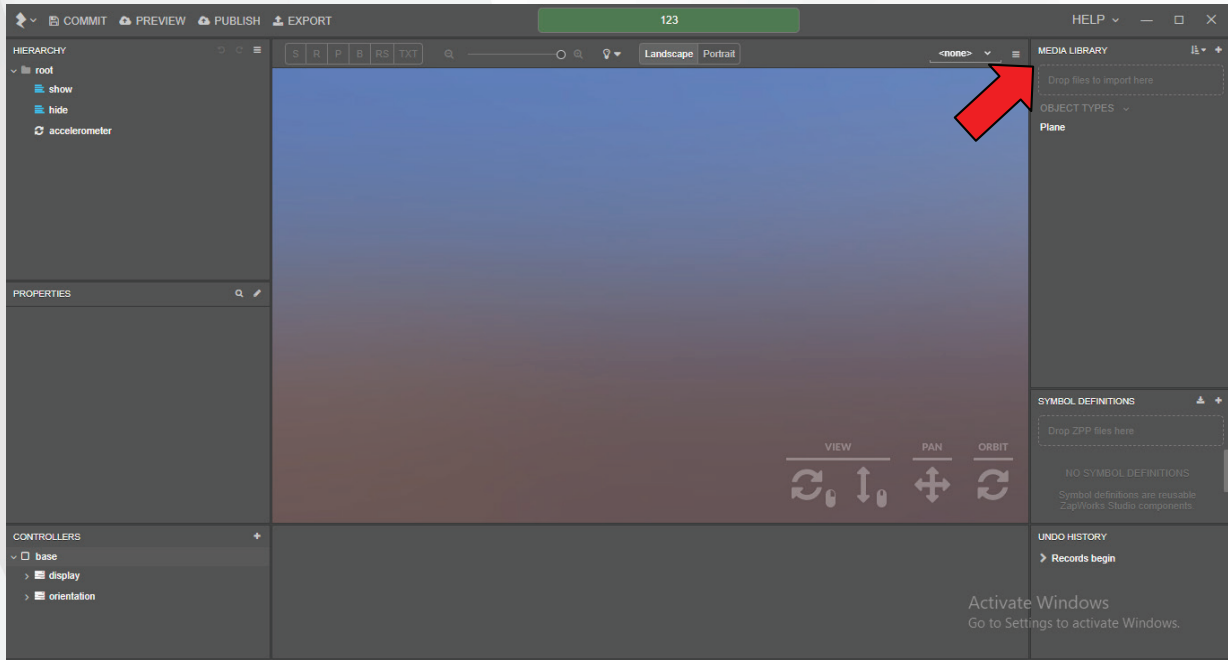 COMMIT PREVIEW PUBLISH EXPORT 123 HELP
HIERARCHY
root
show
hide
accelerometer
S R P B RS TXT Landscape Portrait <none>
MEDIA LIBRARY
Drop files to import here
OBJECT TYPES
Plane
PROPERTIES
VIEW PAN ORBIT
SYMBOL DEFINITIONS
Drop ZPP files here
NO SYMBOL DEFINITIONS
Symbol definitions are reusable
ZapWorks Studio components
CONTROLLERS
base
display
orientation
UNDO HISTORY
Records begin
Activate Windows
Go to Settings to activate Windows.